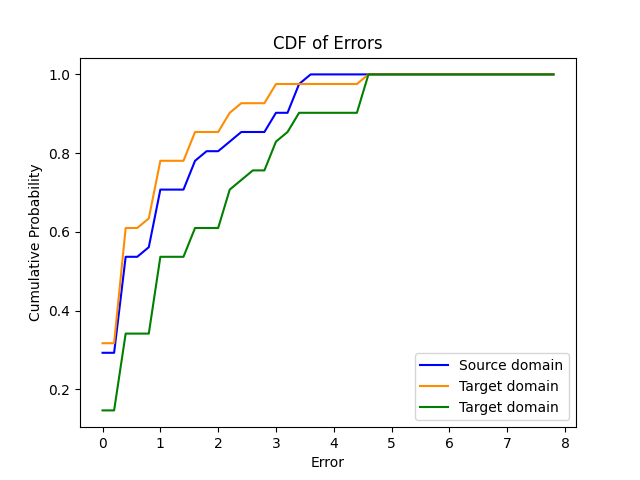 CDF of Errors
Cumulative Probability
1.0
0.8
0.6
0.4
0.2
Source domain
Target domain
Target domain
0 1 2 3 4 5 6 7 8
Error